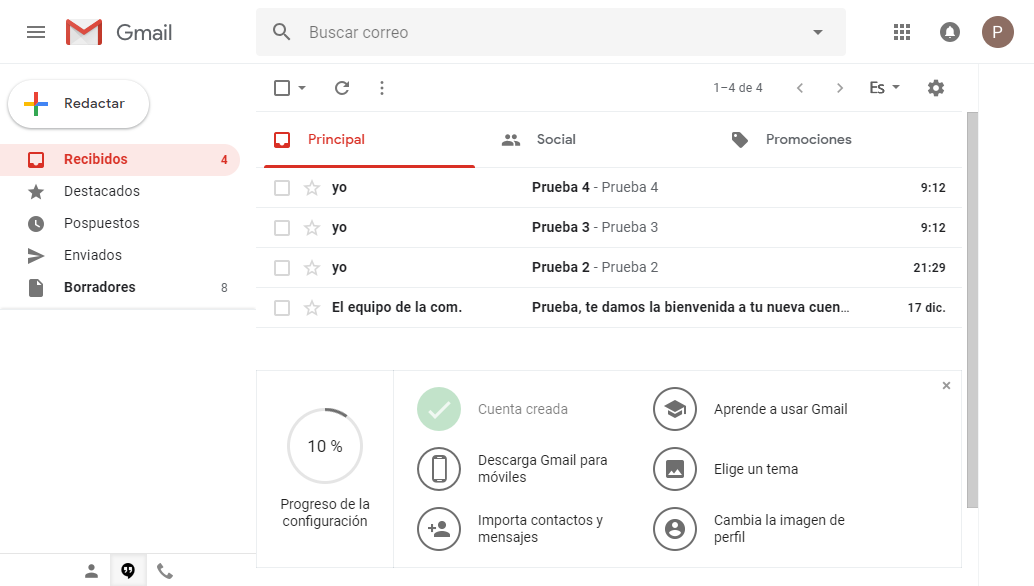 Gmail
Buscar correo
P
Redactar
1–4 de 4
Es
Principal
Social
Promociones
Recibidos 4
Destacados
Pospuestos
Enviados
Borradores 8
yo Prueba 4 - Prueba 4 9:12
yo Prueba 3 - Prueba 3 9:12
yo Prueba 2 - Prueba 2 21:29
El equipo de la com. Prueba, te damos la bienvenida a tu nueva cuen… 17 dic.
10 %
Progreso de la
configuración
Cuenta creada
Aprende a usar Gmail
Descarga Gmail para
móviles
Elige un tema
Importa contactos y
mensajes
Cambia la imagen de
perfil